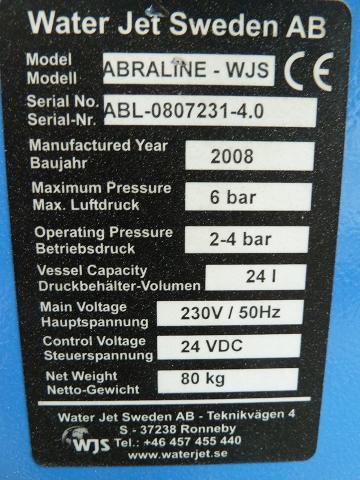 Water Jet Sweden AB
Model ABRALINE - WJS CE
Modell
Serial No. ABL-0807231-4.0
Serial-Nr.
Manufactured Year 2008
Baujahr
Maximum Pressure 6 bar
Max. Luftdruck
Operating Pressure 2-4 bar
Betriebsdruck
Vessel Capacity 24 l
Druckbehälter-Volumen
Main Voltage 230V / 50Hz
Hauptspannung
Control Voltage 24 VDC
Steuerspannung
Net Weight 80 kg
Netto-Gewicht
Water Jet Sweden AB - Teknikvägen 4
S - 37238 Ronneby
WJS Tel.: +46 457 455 440
www.waterjet.se